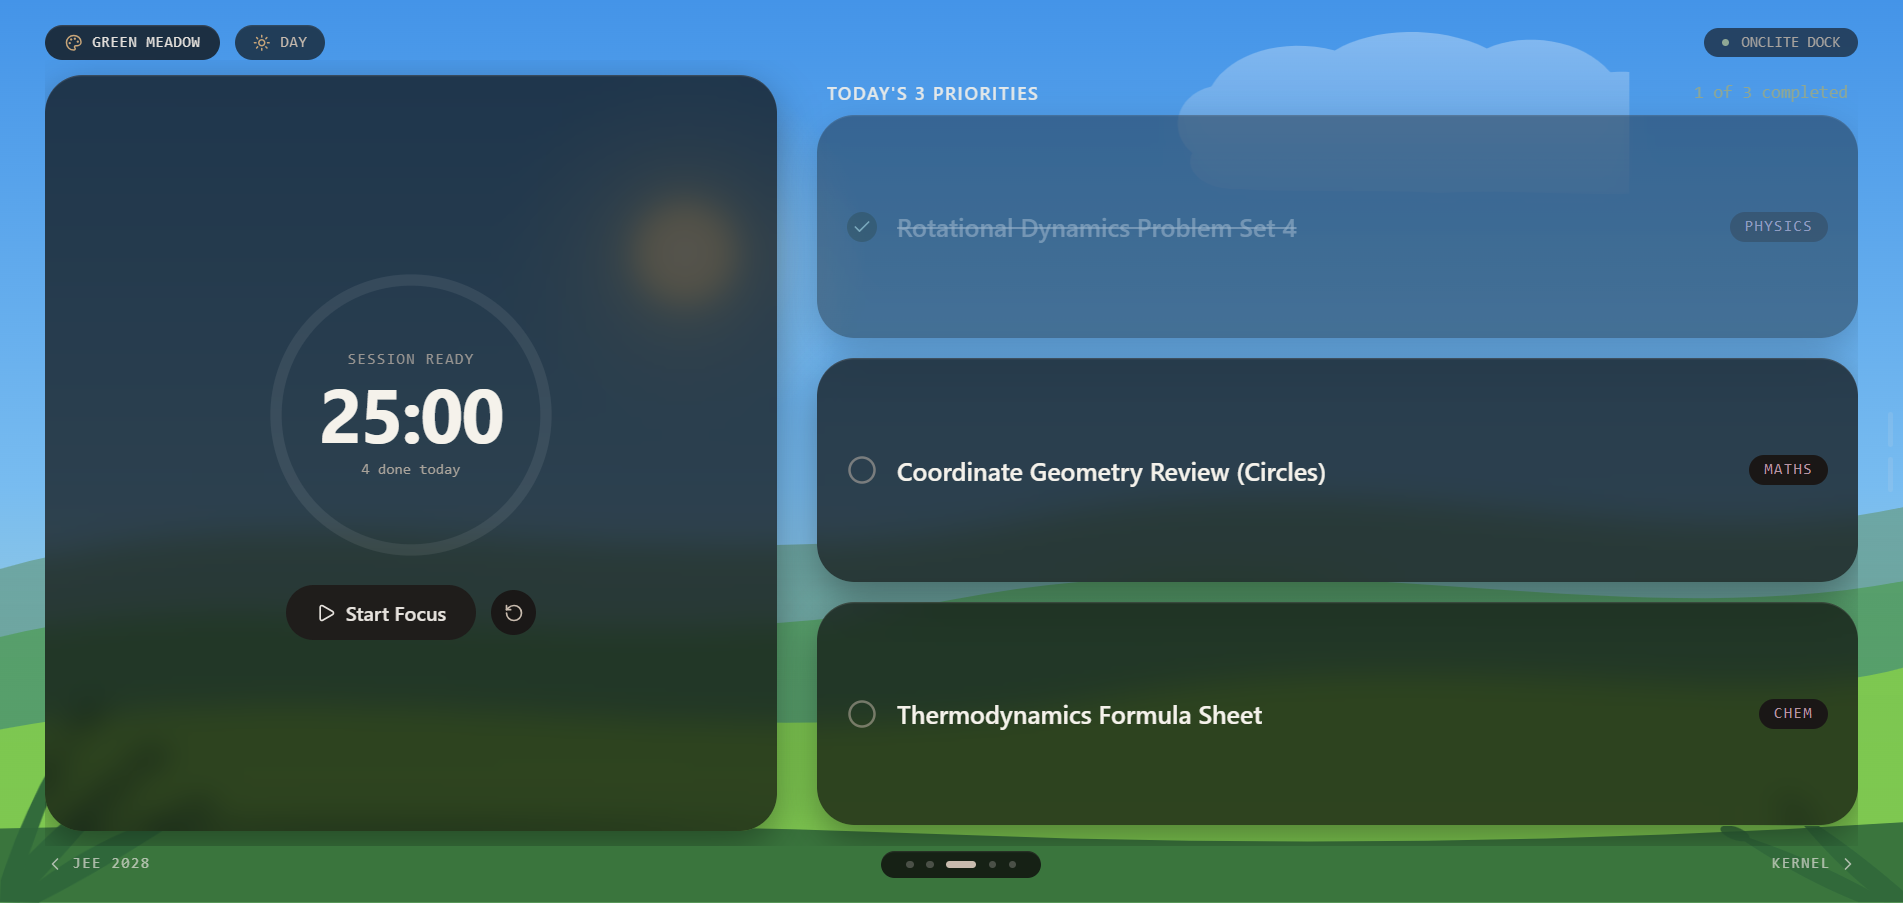 GREEN MEADOW
DAY
ONCLITE DOCK
SESSION READY
25:00
4 done today
Start Focus
TODAY'S 3 PRIORITIES
1 of 3 completed
Rotational Dynamics Problem Set 4
PHYSICS
Coordinate Geometry Review (Circles)
MATHS
Thermodynamics Formula Sheet
CHEM
JEE 2028
KERNEL